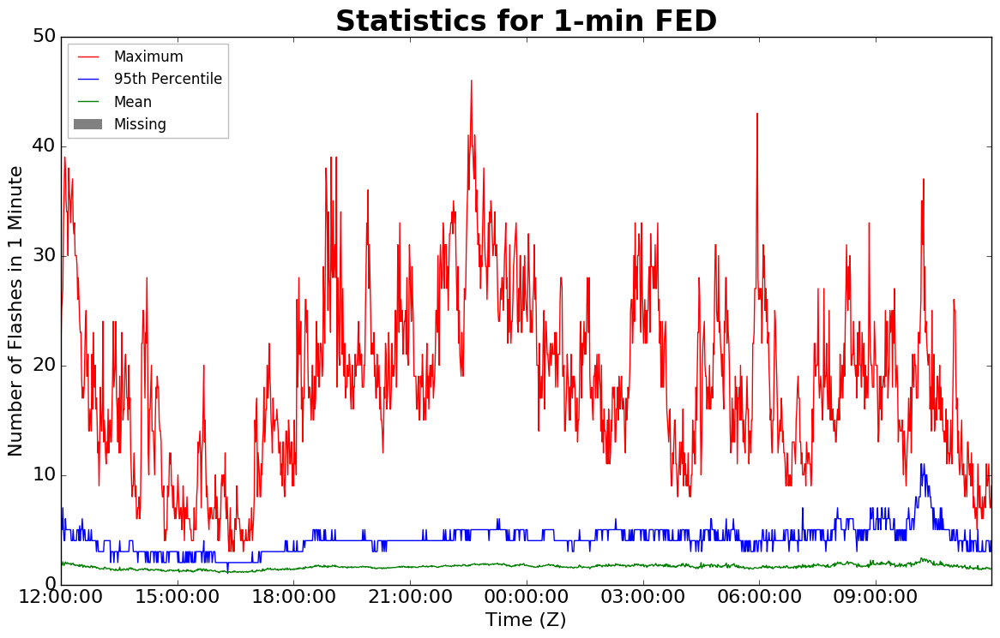 Statistics for 1-min FED
50
40
30
20
10
0
Number of Flashes in 1 Minute
Maximum
95th Percentile
Mean
Missing
12:00:00 15:00:00 18:00:00 21:00:00 00:00:00 03:00:00 06:00:00 09:00:00
Time (Z)